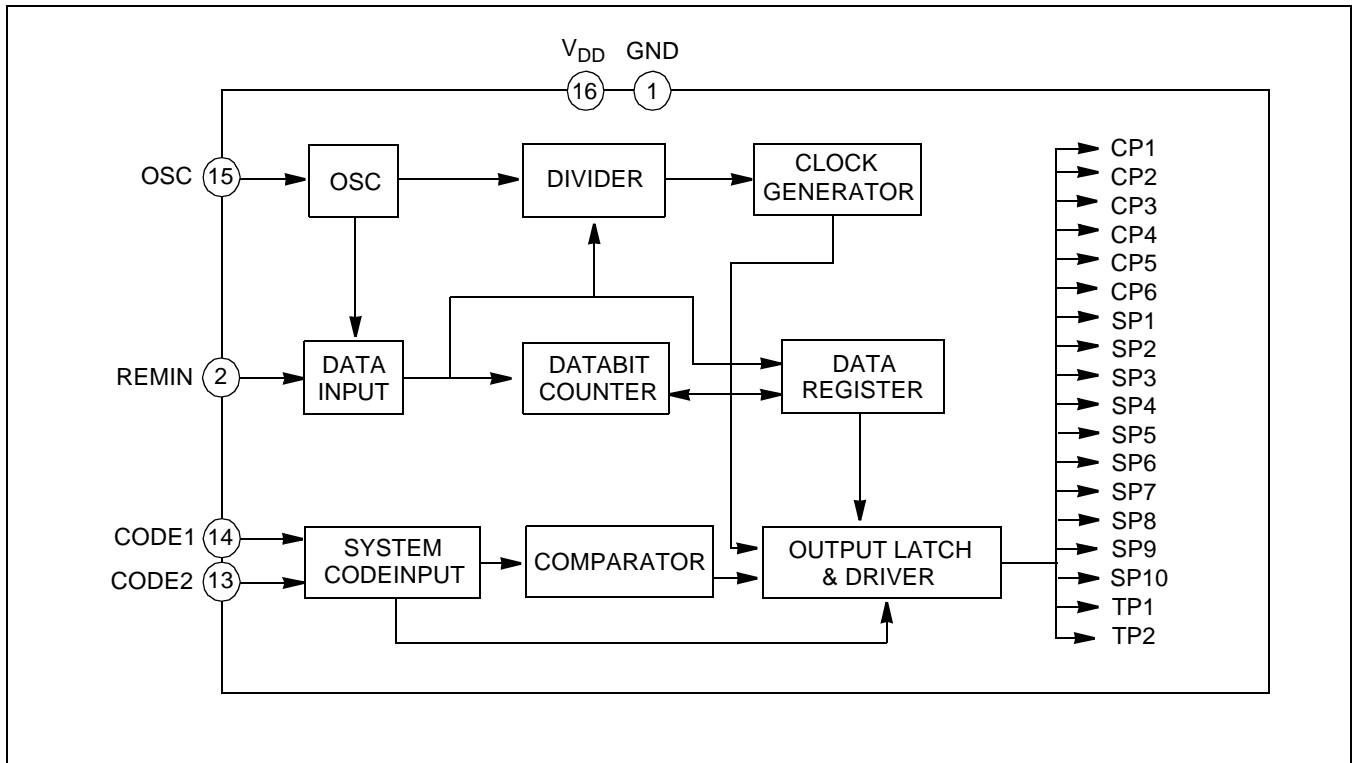 VDD GND
16 1
OSC 15
OSC
DIVIDER
CLOCK
GENERATOR
REMIN 2
DATA
INPUT
DATABIT
COUNTER
DATA
REGISTER
CODE1 14
CODE2 13
SYSTEM
CODEINPUT
COMPARATOR
OUTPUT LATCH
& DRIVER
CP1
CP2
CP3
CP4
CP5
CP6
SP1
SP2
SP3
SP4
SP5
SP6
SP7
SP8
SP9
SP10
TP1
TP2